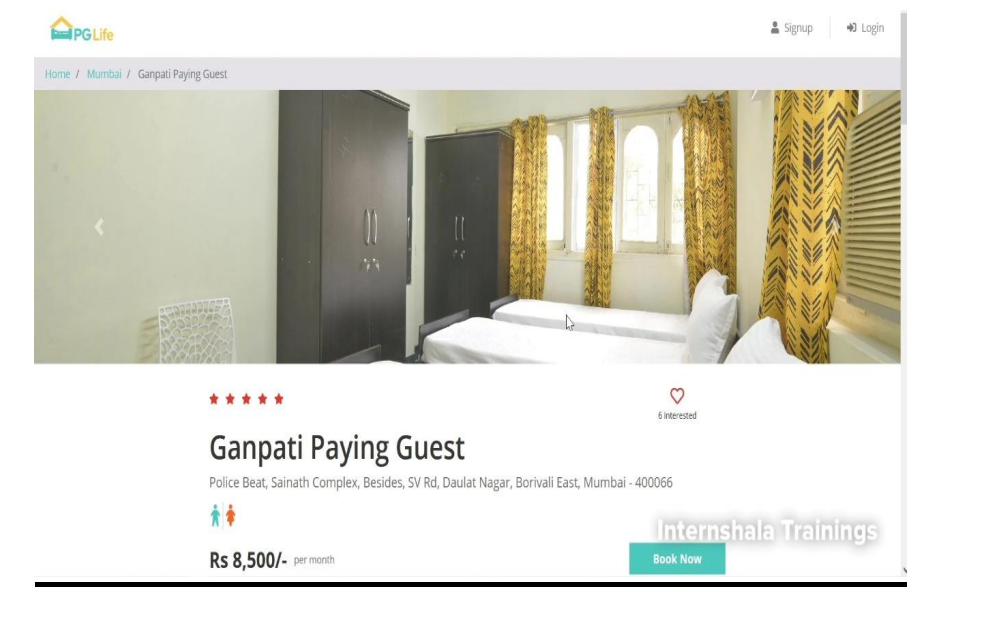 PG Life
Signup
Login
Home / Mumbai / Ganpati Paying Guest
6 interested
Ganpati Paying Guest
Police Beat, Sainath Complex, Besides, SV Rd, Daulat Nagar, Borivali East, Mumbai - 400066
Internshala Trainings
Rs 8,500/- per month
Book Now